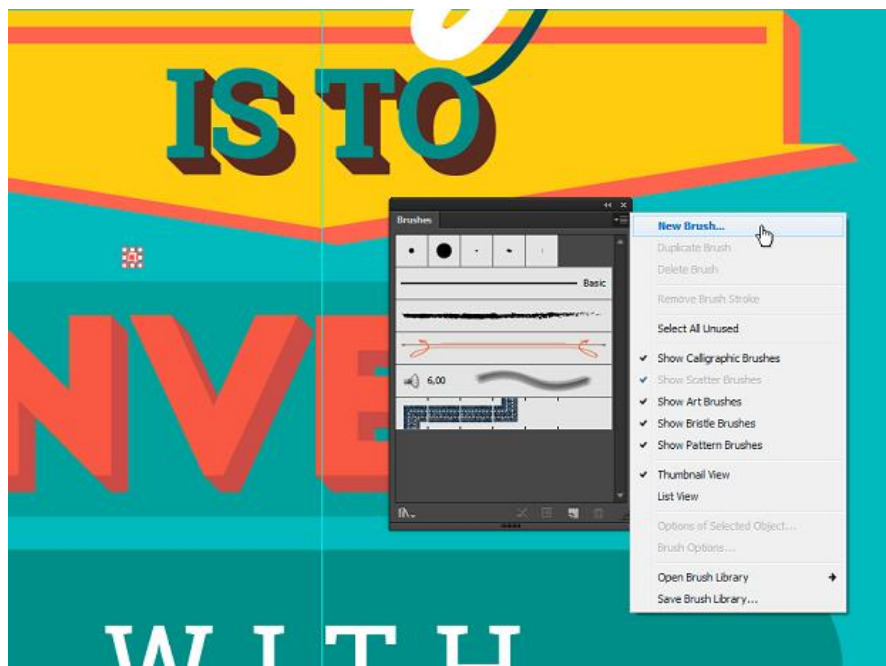 IS TO
Brushes
New Brush...
Duplicate Brush
Delete Brush
Basic
Remove Brush Stroke
Select All Unused
Show Calligraphic Brushes
6,00
Show Scatter Brushes
Show Art Brushes
Show Bristle Brushes
Show Pattern Brushes
Thumbnail View
List View
Options of Selected Object...
Brush Options...
Open Brush Library
Save Brush Library...
NVE
WITH